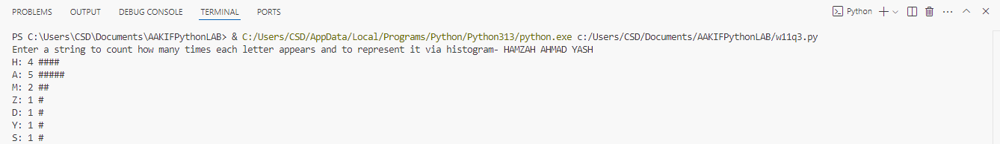 PROBLEMS OUTPUT DEBUG CONSOLE TERMINAL PORTS Python
PS C:\Users\CSD\Documents\AAKIFPythonLAB> & C:/Users/CSD/AppData/Local/Programs/Python/Python313/python.exe c:/Users/CSD/Documents/AAKIFPythonLAB/w11q3.py
Enter a string to count how many times each letter appears and to represent it via histogram- HAMZAH AHMAD YASH
H: 4 ####
A: 5 #####
M: 2 ##
Z: 1 #
D: 1 #
Y: 1 #
S: 1 #